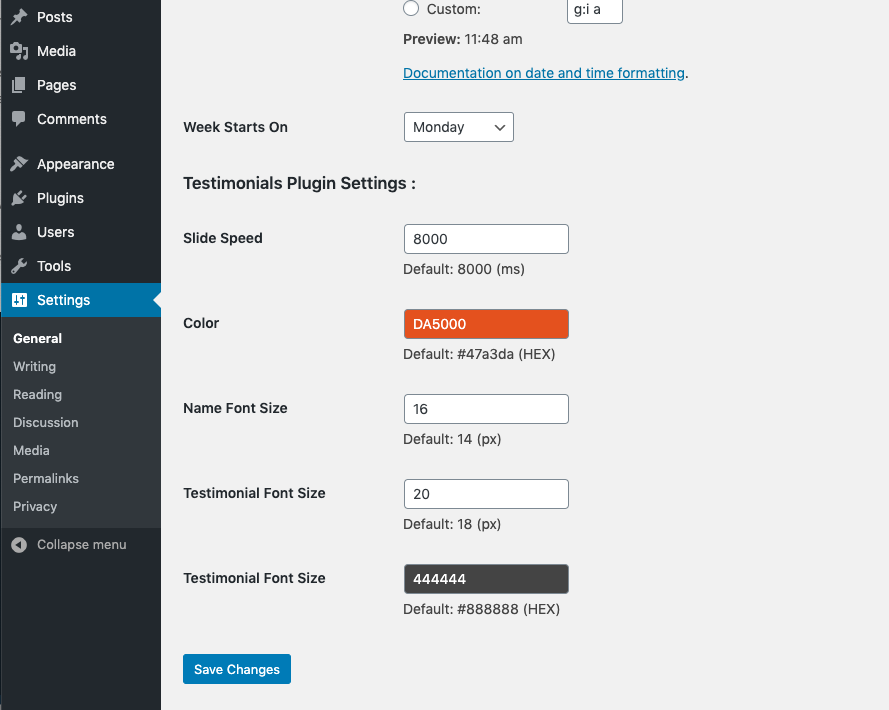 Posts
Media
Pages
Comments
Appearance
Plugins
Users
Tools
Settings
General
Writing
Reading
Discussion
Media
Permalinks
Privacy
Collapse menu
Custom: g:i a
Preview: 11:48 am
Documentation on date and time formatting.
Week Starts On Monday
Testimonials Plugin Settings :
Slide Speed 8000
Default: 8000 (ms)
Color DA5000
Default: #47a3da (HEX)
Name Font Size 16
Default: 14 (px)
Testimonial Font Size 20
Default: 18 (px)
Testimonial Font Size 444444
Default: #888888 (HEX)
Save Changes